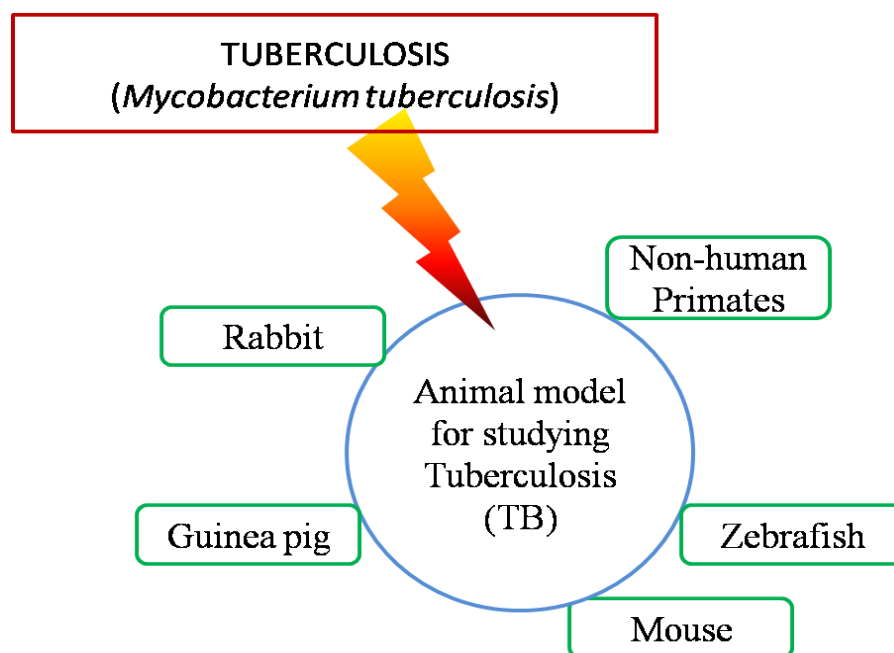 TUBERCULOSIS
(Mycobacterium tuberculosis)
Non-human
Primates
Rabbit
Animal model
for studying
Tuberculosis
(TB)
Guinea pig
Zebrafish
Mouse